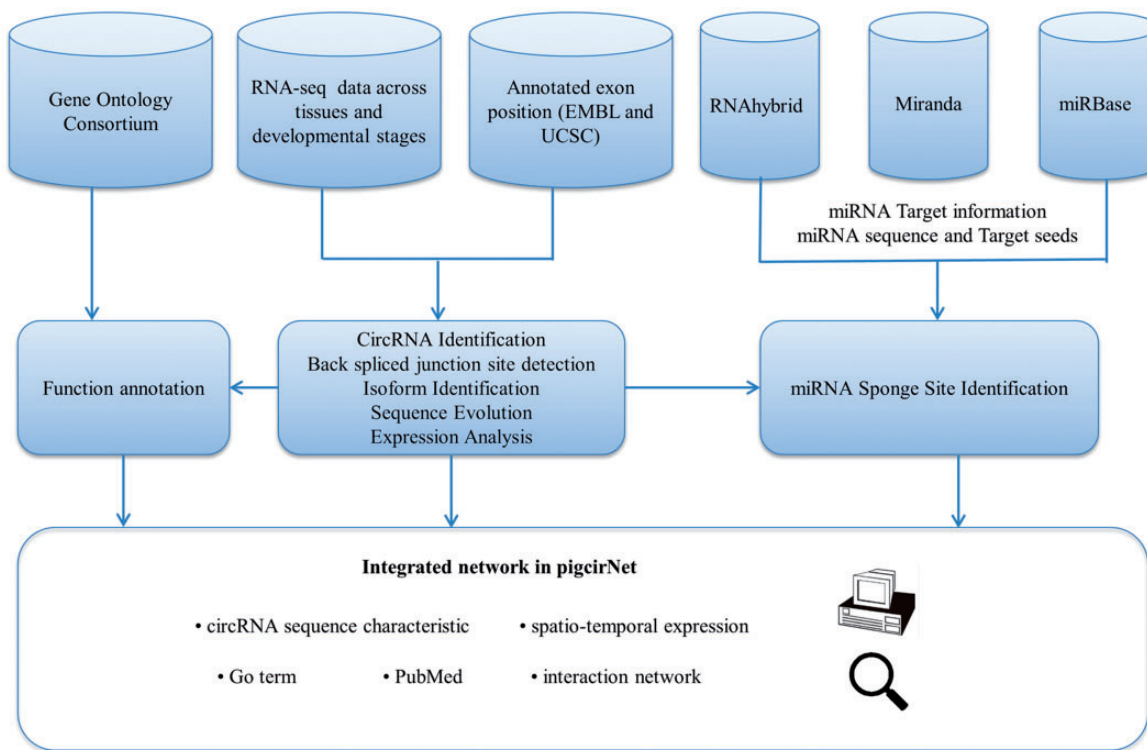 Gene Ontology
Consortium
RNA-seq data across
tissues and
developmental stages
Annotated exon
position (EMBL and
UCSC)
RNAhybrid
Miranda
miRBase
miRNA Target information
miRNA sequence and Target seeds
Function annotation
CircRNA Identification
Back spliced junction site detection
Isoform Identification
Sequence Evolution
Expression Analysis
miRNA Sponge Site Identification
Integrated network in pigcirNet
• circRNA sequence characteristic
• spatio-temporal expression
• Go term
• PubMed
• interaction network